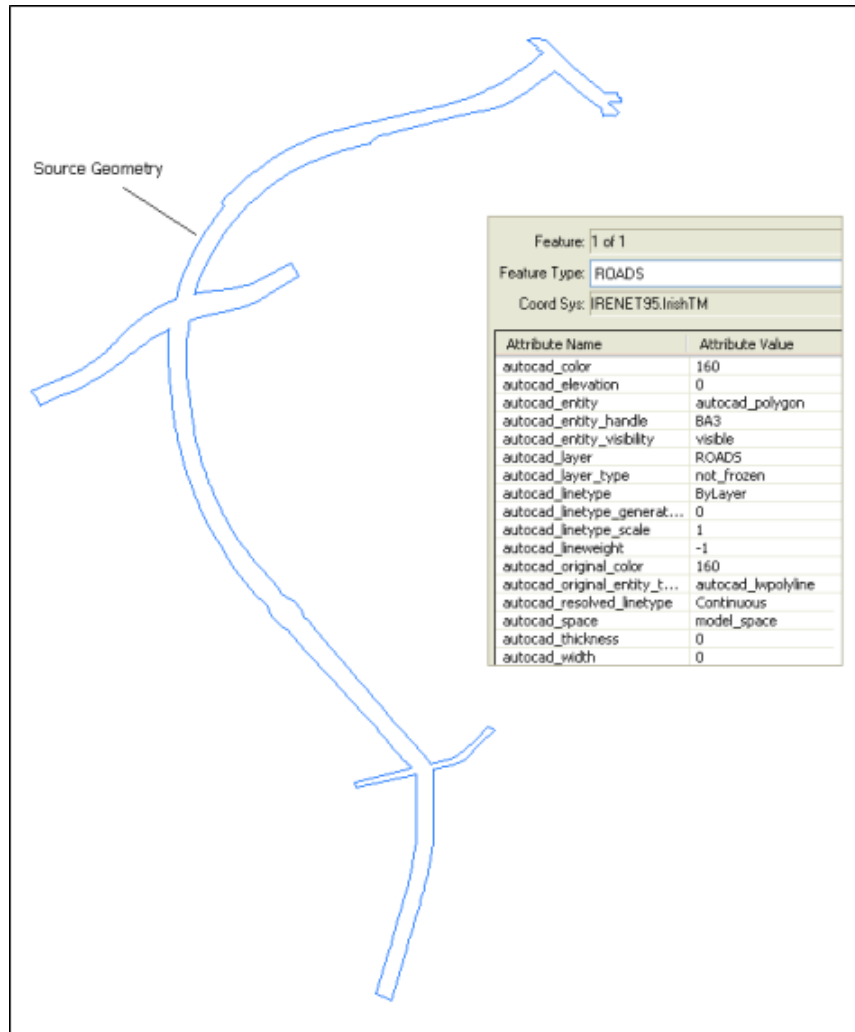 Source Geometry
Feature: 1 of 1
Feature Type: ROADS
Coord Sys: IRENET95.IrishTM
Attribute Name Attribute Value
autocad_color 160
autocad_elevation 0
autocad_entity autocad_polygon
autocad_entity_handle BA3
autocad_entity_visibility visible
autocad_layer ROADS
autocad_layer_type not_frozen
autocad_linetype ByLayer
autocad_linetype_generat... 0
autocad_linetype_scale 1
autocad_lineweight -1
autocad_original_color 160
autocad_original_entity_t... autocad_lwpolyline
autocad_resolved_linetype Continuous
autocad_space model_space
autocad_thickness 0
autocad_width 0